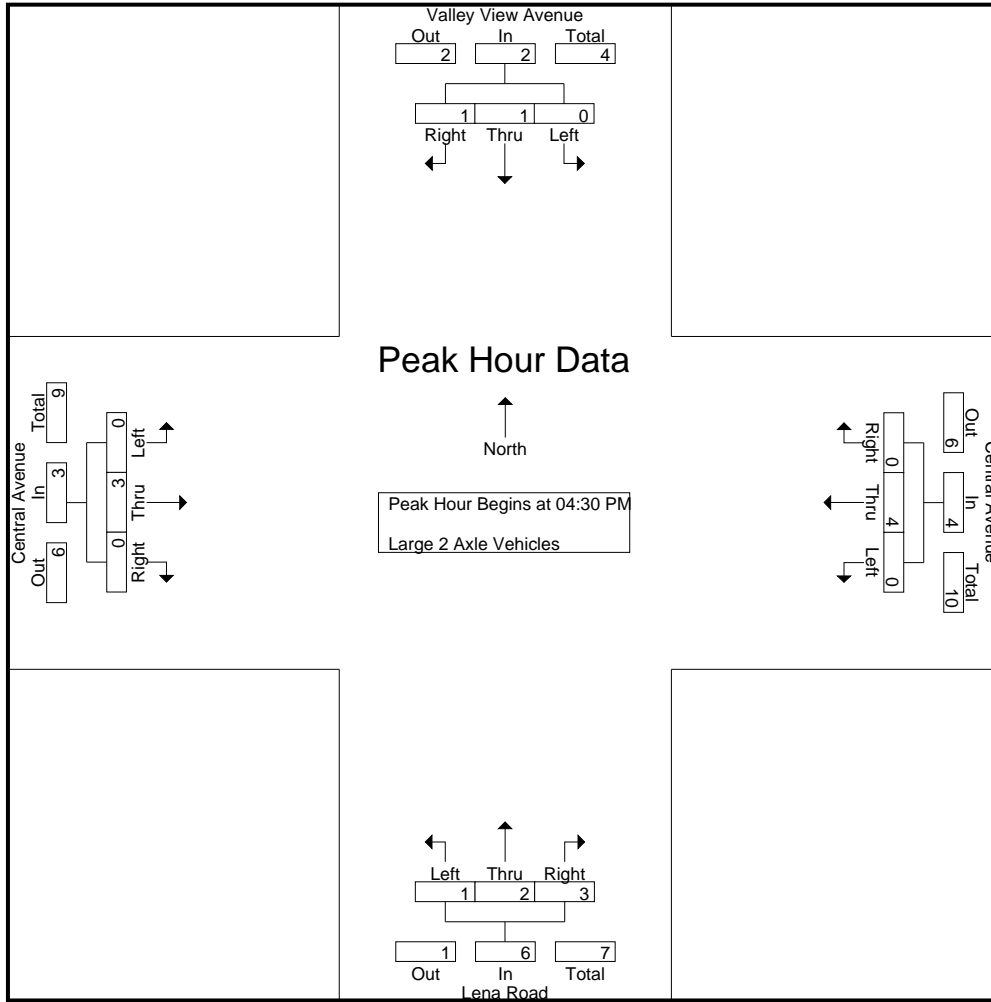 Valley View Avenue
Out In Total
2 2 4
1 1 0
Right Thru Left
Peak Hour Data
North
Peak Hour Begins at 04:30 PM
Large 2 Axle Vehicles
Central Avenue
Total In Out
9 3 6
0 3 0
Left Thru Right
Central Avenue
Out In Total
6 4 10
0 4 0
Right Thru Left
Left Thru Right
1 2 3
1 6 7
Out In Total
Lena Road